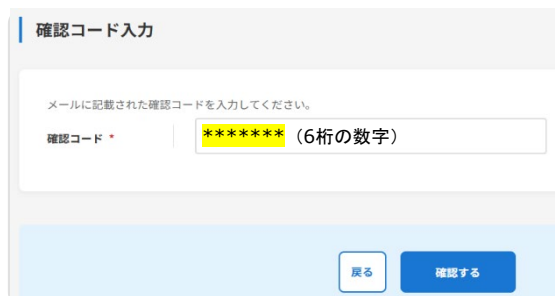 確認コード入力
メールに記載された確認コードを入力してください。
確認コード *
*******（6桁の数字）
戻る
確認する